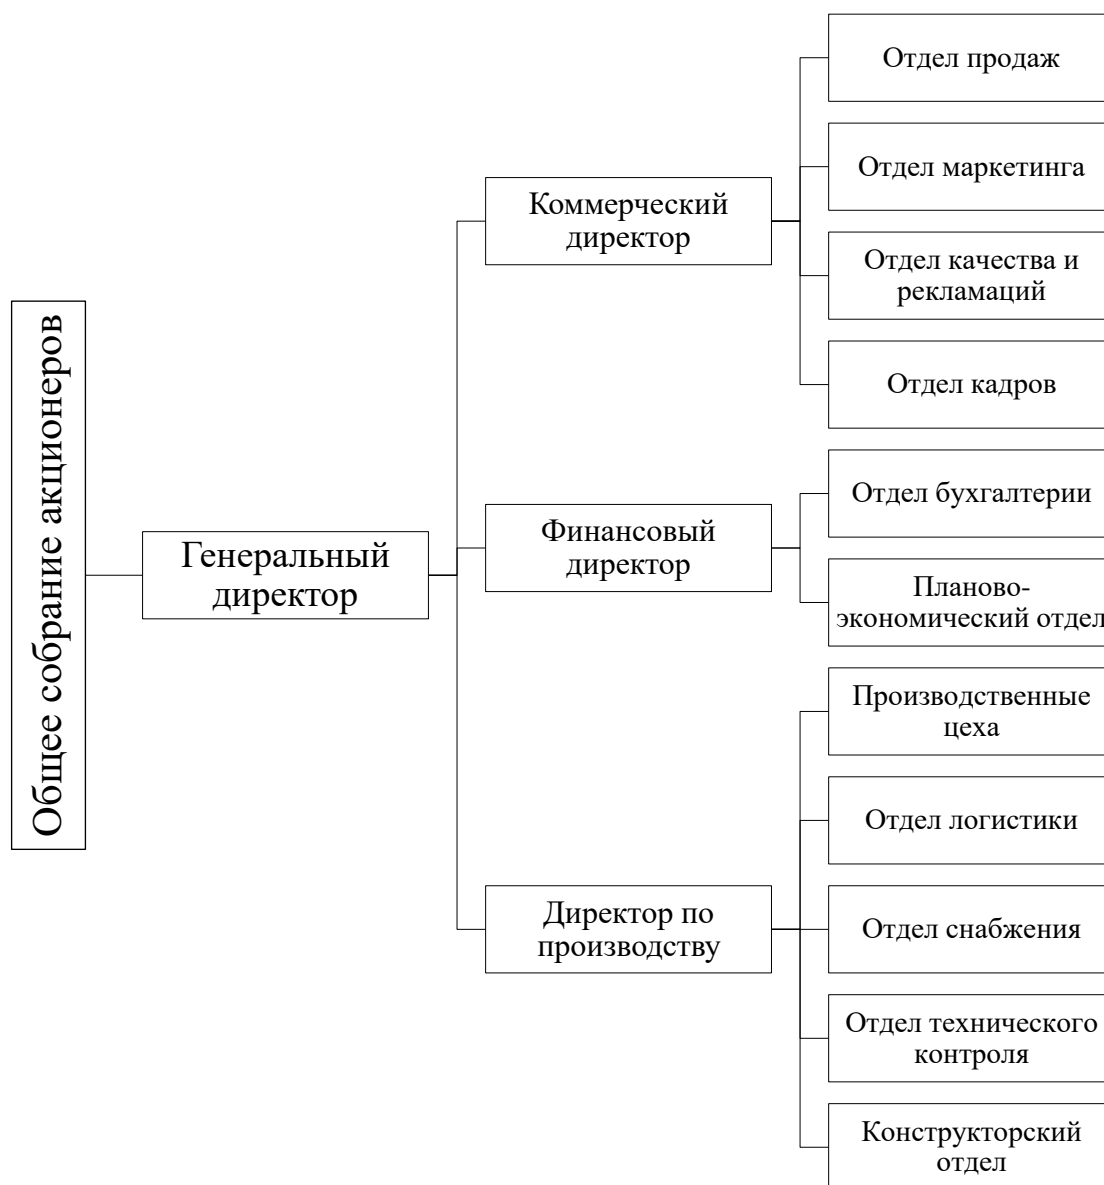 Общее собрание акционеров
Генеральный
директор
Коммерческий
директор
Отдел продаж
Отдел маркетинга
Отдел качества и
рекламаций
Отдел кадров
Финансовый
директор
Отдел бухгалтерии
Планово-
экономический отдел
Директор по
производству
Производственные
цеха
Отдел логистики
Отдел снабжения
Отдел технического
контроля
Конструкторский
отдел